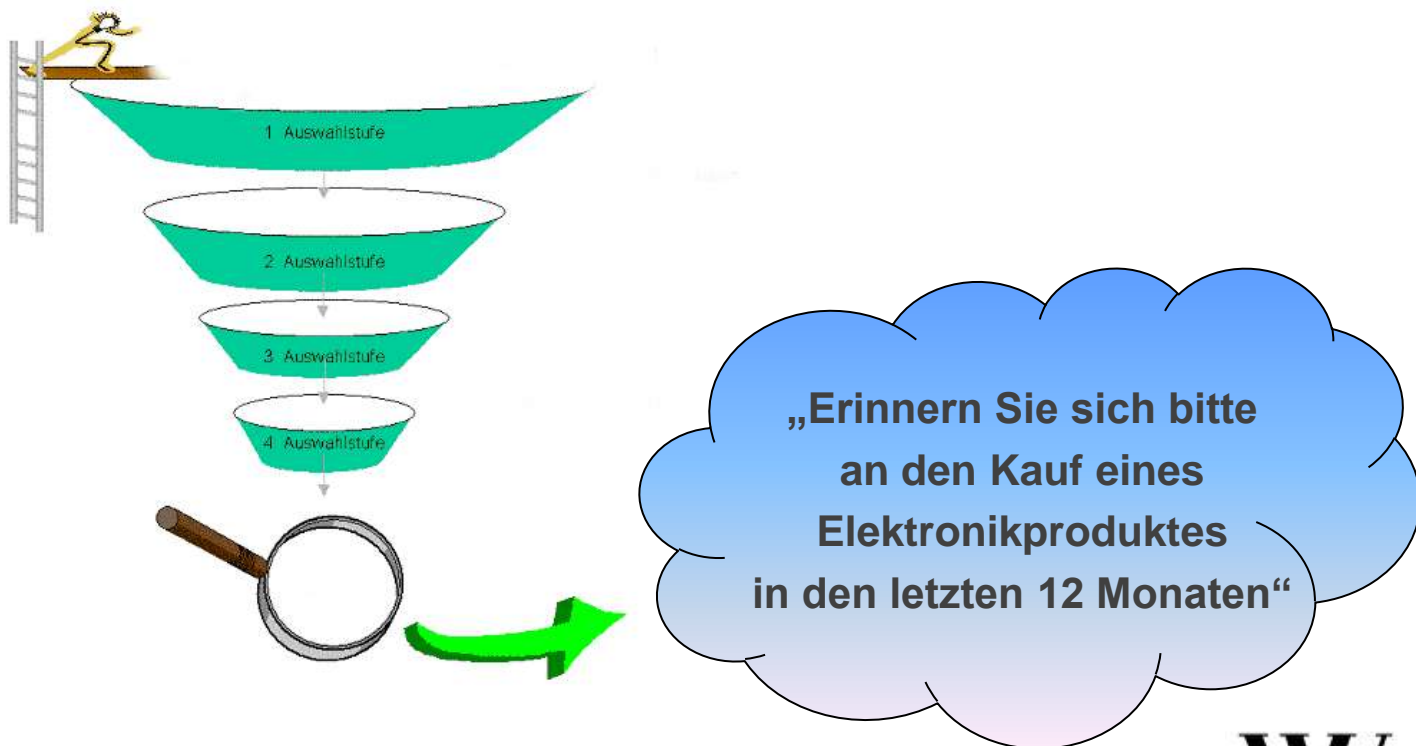 1 Auswahlstufe
2 Auswahlstufe
3 Auswahlstufe
4 Auswahlstufe
„Erinnern Sie sich bitte
an den Kauf eines
Elektronikproduktes
in den letzten 12 Monaten“